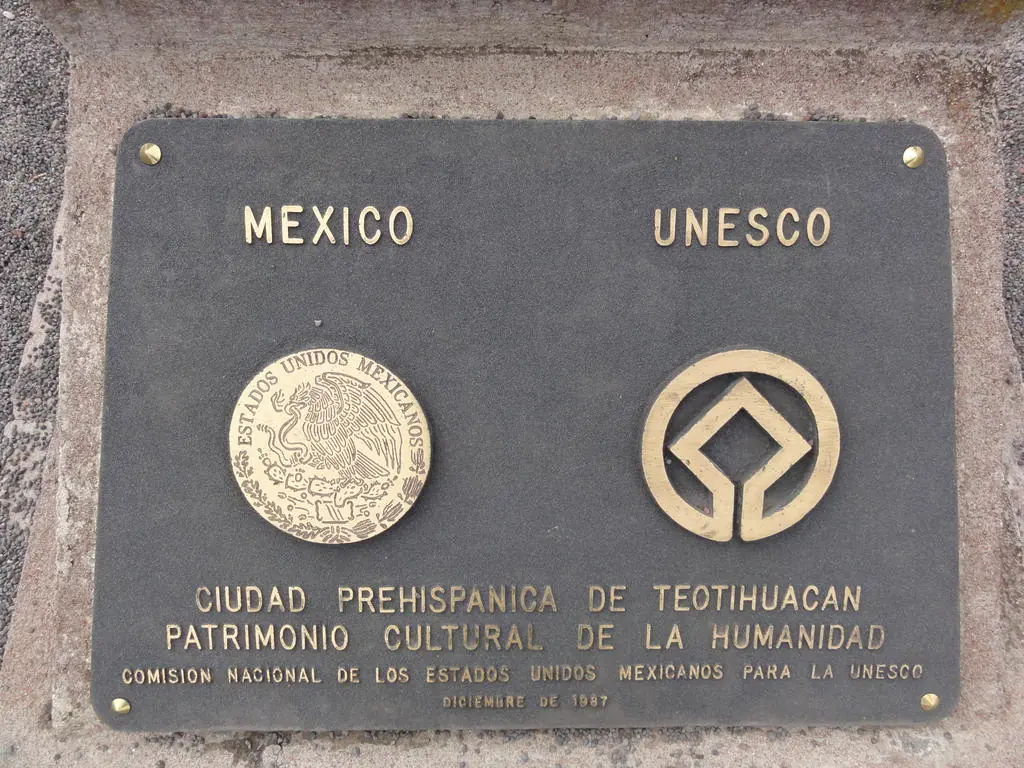 MEXICO
UNESCO
ESTADOS UNIDOS MEXICANOS
CIUDAD PREHISPANICA DE TEOTIHUACAN
PATRIMONIO CULTURAL DE LA HUMANIDAD
COMISION NACIONAL DE LOS ESTADOS UNIDOS MEXICANOS PARA LA UNESCO
DICIEMBRE DE 1987